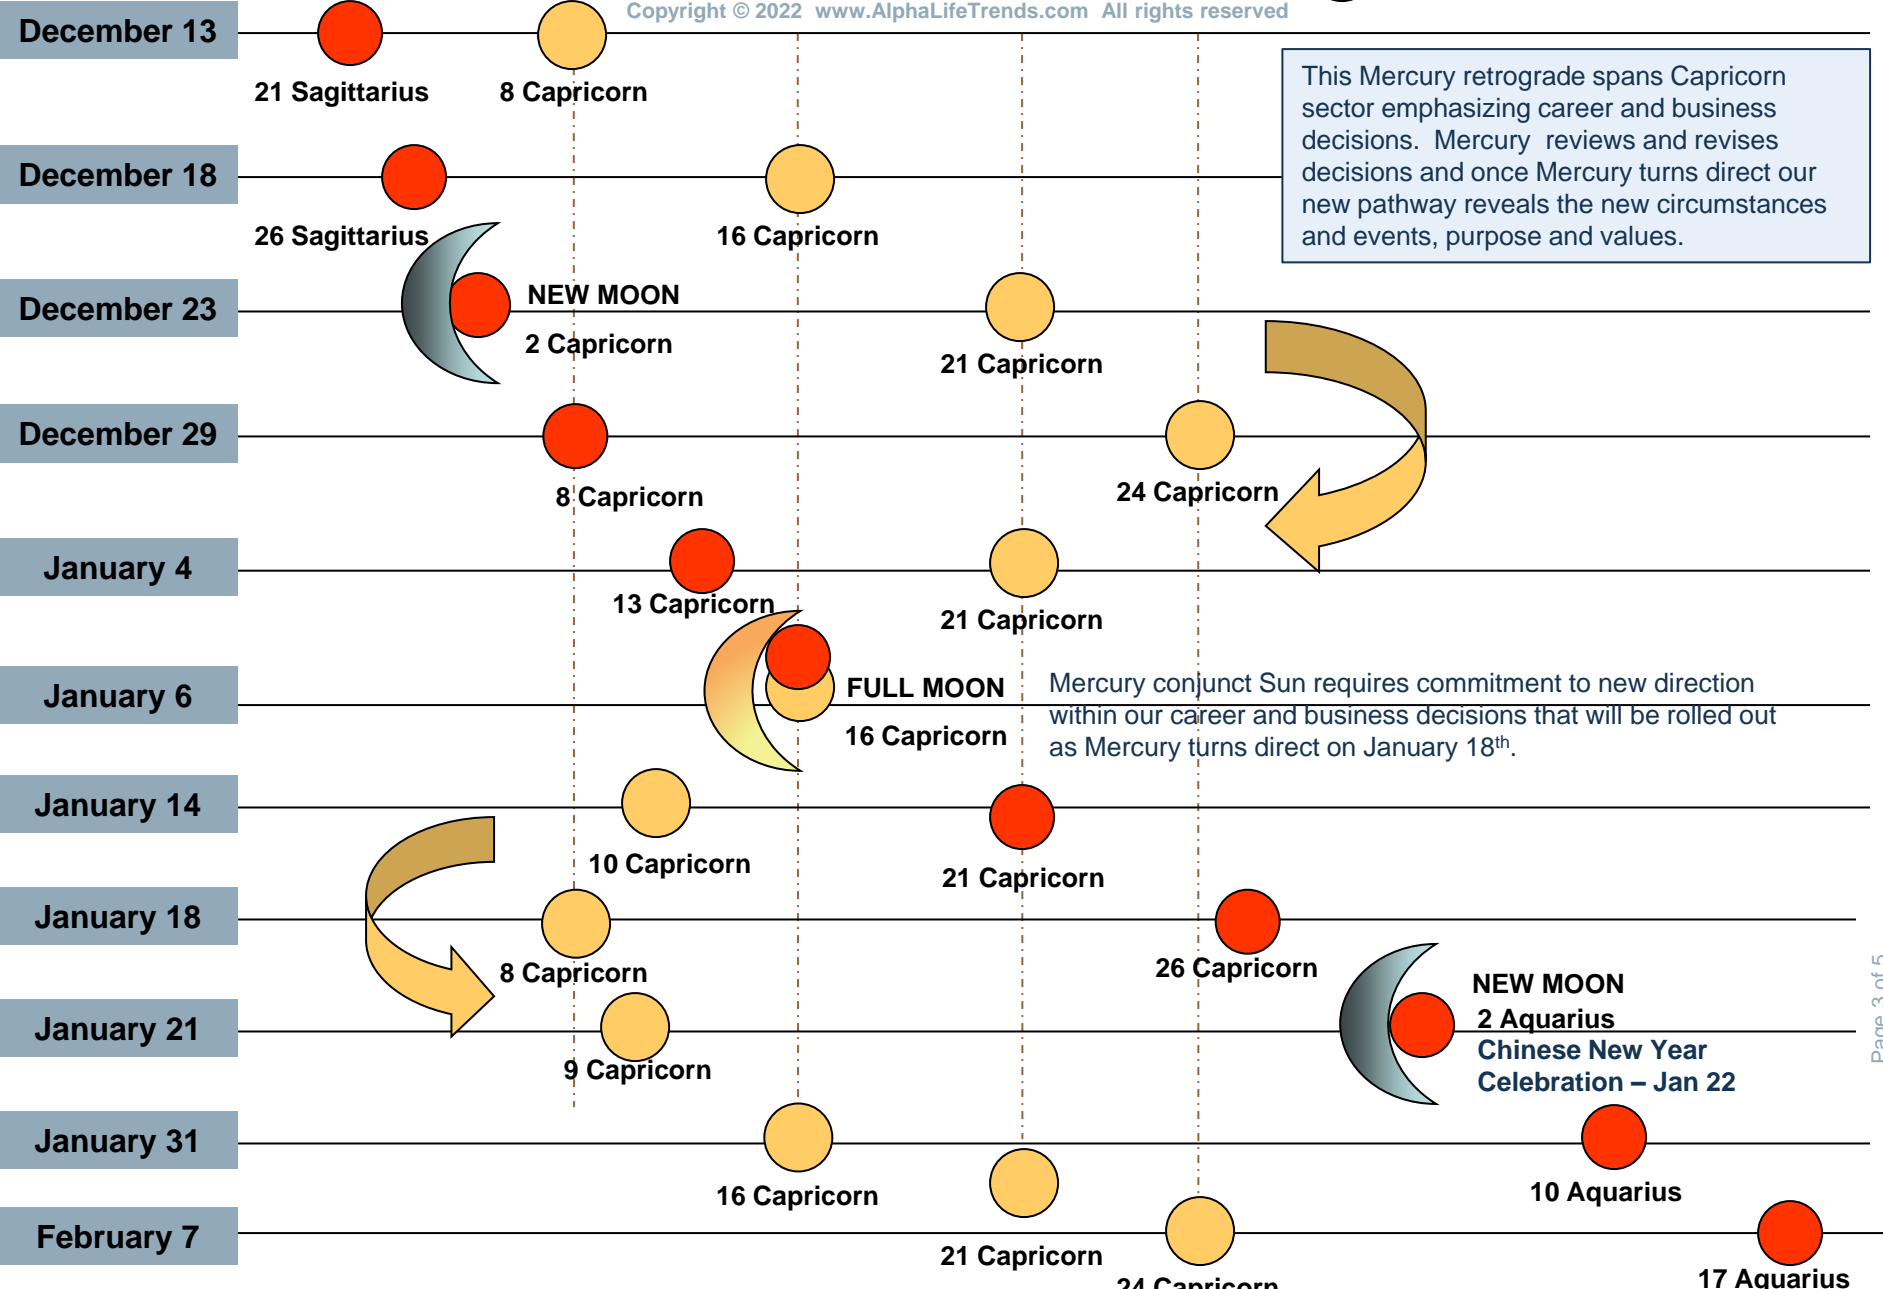 Copyright © 2022  www.AlphaLifeTrends.com  All rights reserved
December 13
21 Sagittarius
8 Capricorn
This Mercury retrograde spans Capricorn
sector emphasizing career and business
decisions.  Mercury  reviews and revises
decisions and once Mercury turns direct our
new pathway reveals the new circumstances
and events, purpose and values.
December 18
26 Sagittarius
16 Capricorn
December 23
NEW MOON
2 Capricorn
21 Capricorn
December 29
8 Capricorn
24 Capricorn
January 4
13 Capricorn
21 Capricorn
January 6
FULL MOON
16 Capricorn
Mercury conjunct Sun requires commitment to new direction
within our career and business decisions that will be rolled out
as Mercury turns direct on January 18th.
January 14
10 Capricorn
21 Capricorn
January 18
8 Capricorn
26 Capricorn
January 21
9 Capricorn
NEW MOON
2 Aquarius
Chinese New Year
Celebration – Jan 22
Page 3 of 5
January 31
16 Capricorn
10 Aquarius
February 7
21 Capricorn
24 Capricorn
17 Aquarius